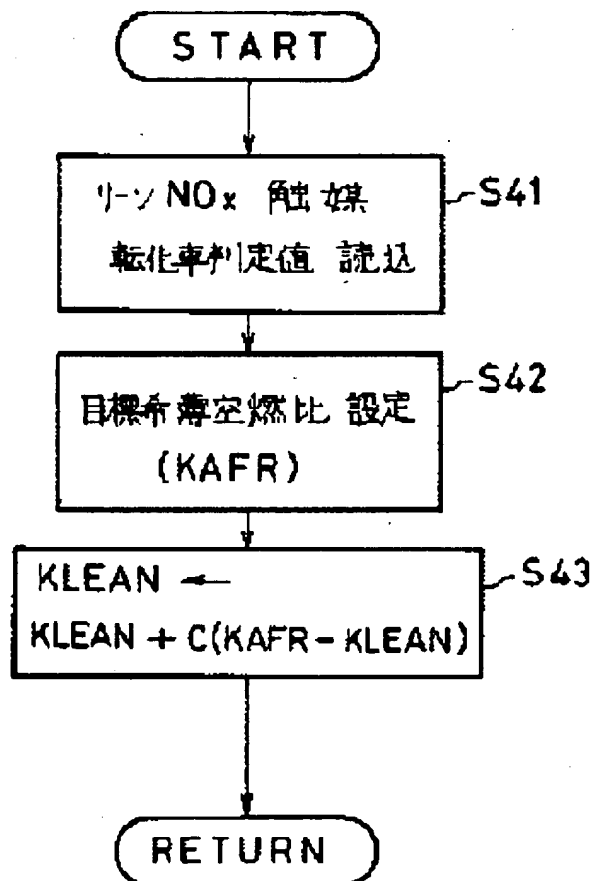 START
リーンNOx 触媒
転化率判定値 読込
S41
目標希薄空燃比 設定
(KAFR)
S42
KLEAN ←
KLEAN + C(KAFR-KLEAN)
S43
RETURN